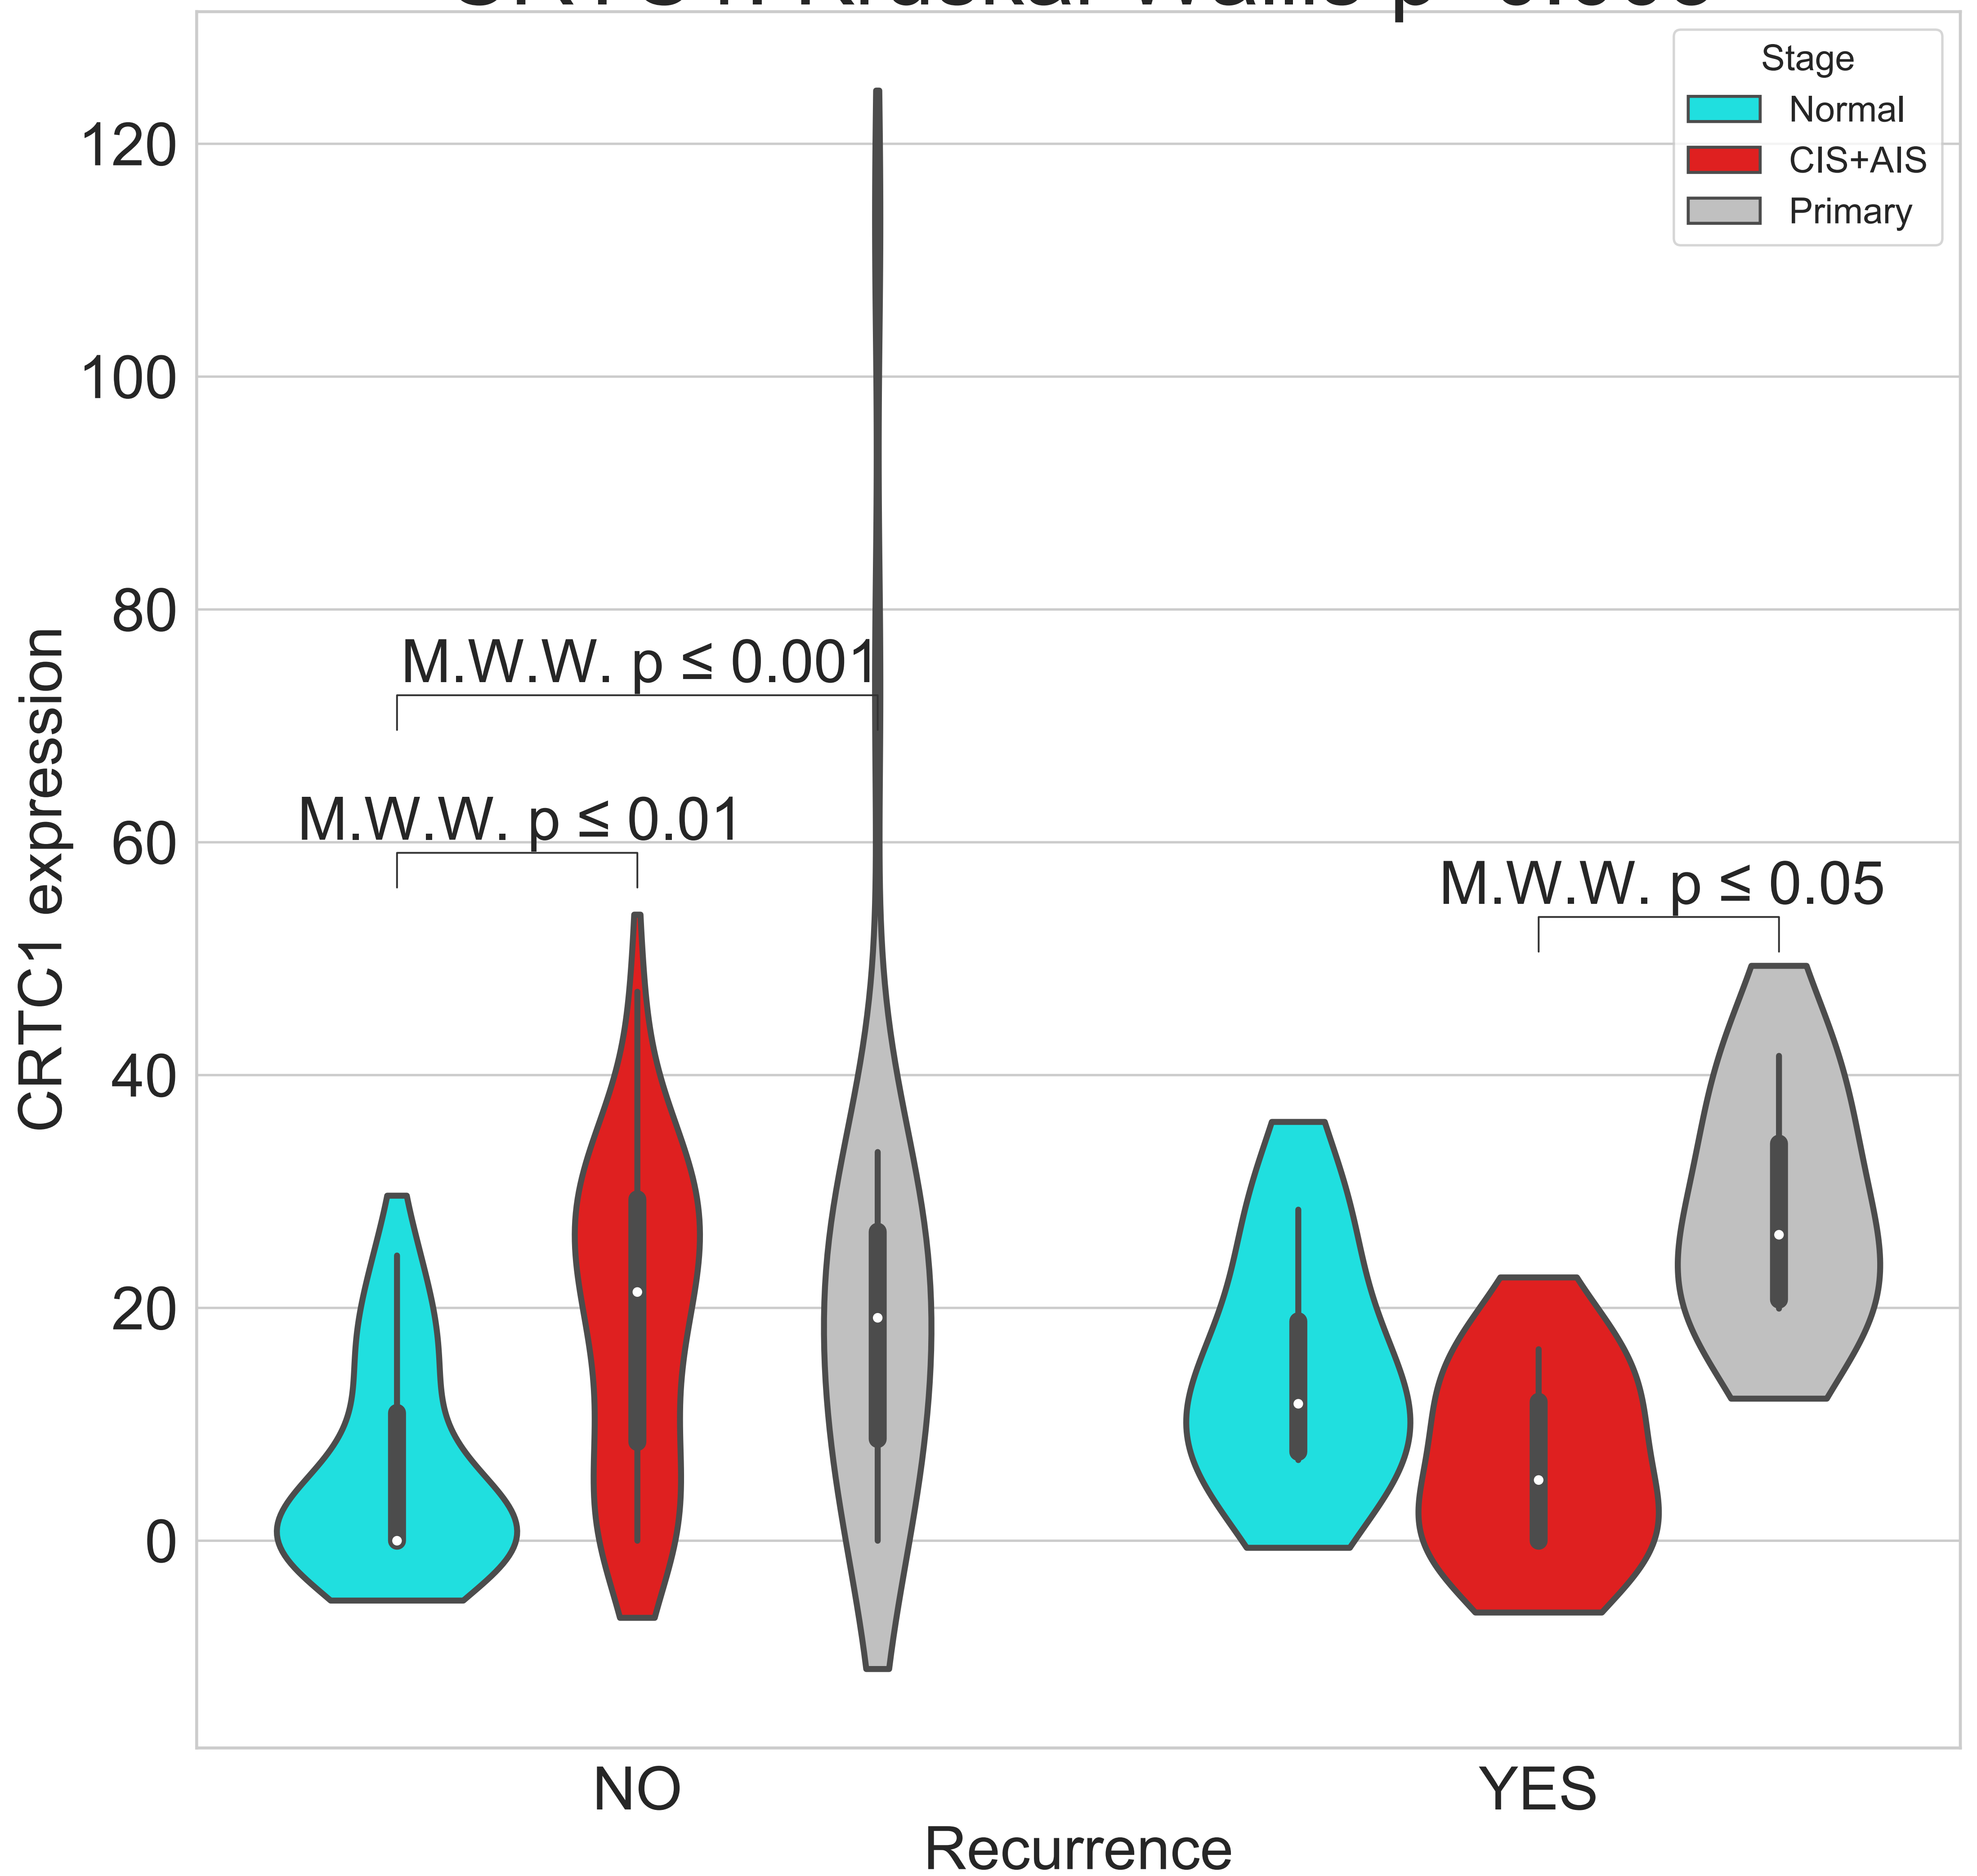 Stage
Normal
CIS+AIS
Primary
120
100
80
60
40
20
0
CRTC1 expression
M.W.W. p ≤ 0.001
M.W.W. p ≤ 0.01
M.W.W. p ≤ 0.05
NO
YES
Recurrence